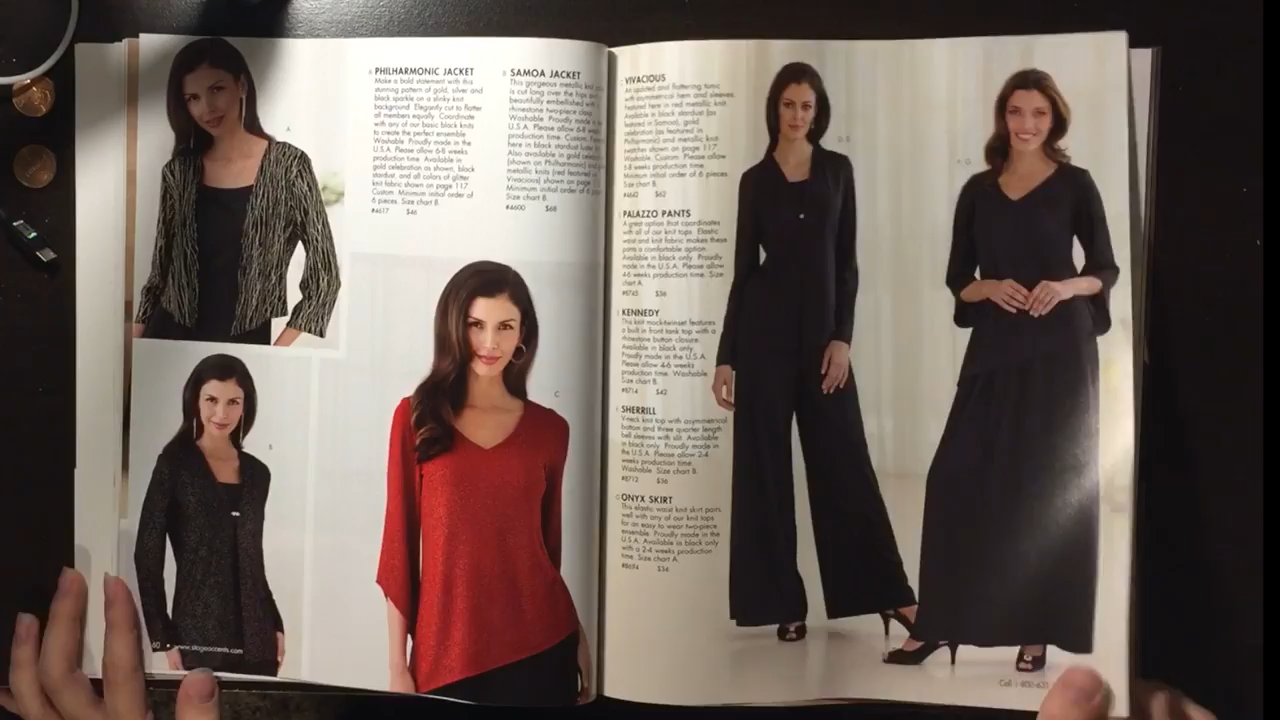 PHILHARMONIC JACKET
Make a bold statement with this
stunning pattern of gold, silver and
black sparkle on a slinky knit
background. Elegantly cut to flatter
all members equally. Coordinate
with any of our basic black knits
to create the perfect ensemble.
Washable. Proudly made in the
U.S.A. Please allow 6-8 weeks
production time. Available in
gold celebration as shown, black
stardust, and all colors of glitter
knit fabric shown on page 117.
Custom. Minimum initial order of
6 pieces. Size chart B.
#4617 $46
SAMOA JACKET
This gorgeous metallic knit
is cut long over the hips and
beautifully embellished with
rhinestone two-piece clasp.
Washable. Proudly made in
U.S.A. Please allow 6-8 weeks
production time. Custom.
here in black stardust
Also available in gold
(shown on Philharmonic) and
metallic knits (red featured in
Vivacious) shown on page
Minimum initial order of 6
Size chart B.
#4600 $68
A
B
C
60 • www.stageaccents.com
VIVACIOUS
An updated and flattering tunic
with asymmetrical hem and sleeves.
Featured here in red metallic knit.
Available in black stardust (as
featured in Samoa), gold
celebration (as featured in
Philharmonic) and metallic knit
swatches shown on page 117.
Washable. Custom. Please allow
weeks production time.
Minimum initial order of 6 pieces.
Size chart B.
#4642 $62
PALAZZO PANTS
A great option that coordinates
with all of our knit tops. Elastic
waist and knit fabric makes these
pants a comfortable option.
Available in black only. Proudly
made in the U.S.A. Please allow
4-6 weeks production time. Size
chart A.
#8745 $36
KENNEDY
This knit mock-twinset features
a built in front tank top with a
rhinestone button closure.
Available in black only.
Proudly made in the U.S.A.
Please allow 4-6 weeks
production time. Washable.
Size chart B.
#8714 $42
SHERRILL
V-neck knit top with asymmetrical
bottom and three quarter length
bell sleeves with slit. Available
in black only. Proudly made in
the U.S.A. Please allow 2-4
weeks production time.
Washable. Size chart B.
#8712 $36
ONYX SKIRT
This elastic waist knit skirt pairs
well with any of our knit tops
for an easy to wear two-piece
ensemble. Proudly made in the
U.S.A. Available in black only
with a 2-4 weeks production
time. Size chart A.
#8694 $34
Call 1-800-